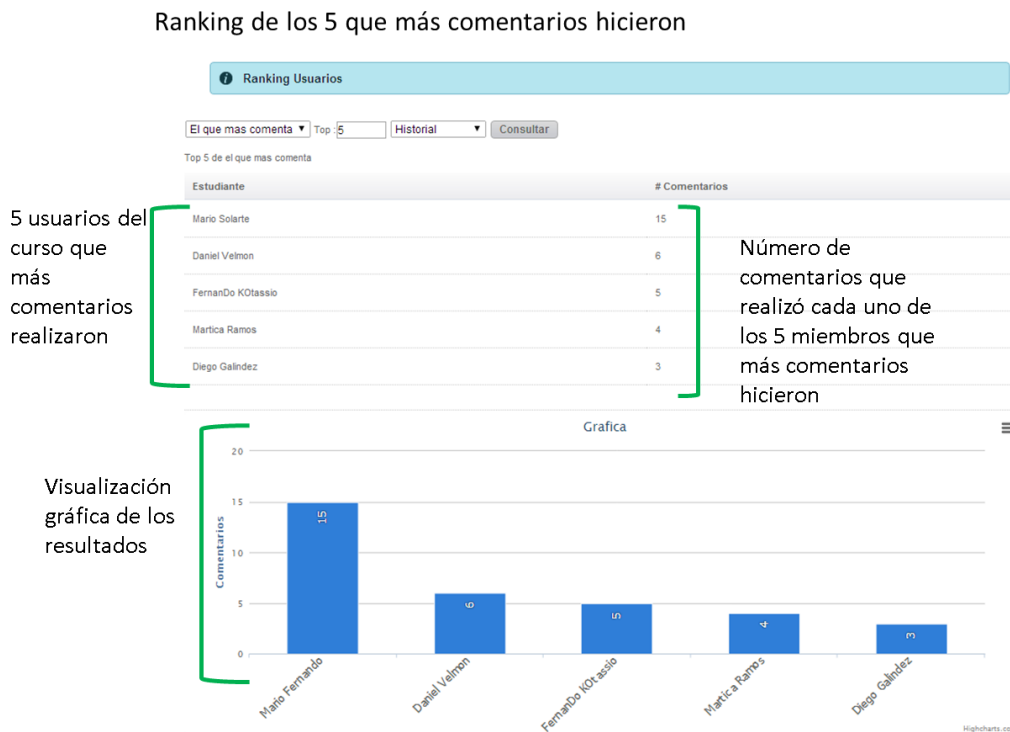 Ranking de los 5 que más comentarios hicieron
Ranking Usuarios
El que mas comenta Top :5 Historial Consultar
Top 5 de el que mas comenta
Estudiante # Comentarios
Mario Solarte 15
Daniel Velmon 6
FernanDo KOtassio 5
Martica Ramos 4
Diego Galindez 3
5 usuarios del
curso que
más
comentarios
realizaron
Número de
comentarios que
realizó cada uno de
los 5 miembros que
más comentarios
hicieron
Visualización
gráfica de los
resultados
Grafica
Comentarios
20
15
10
5
0
15
6
5
4
3
Mario Fernando
Daniel Velmon
FernanDo KOtassio
Martica Ramos
Diego Galindez
Highcharts.co